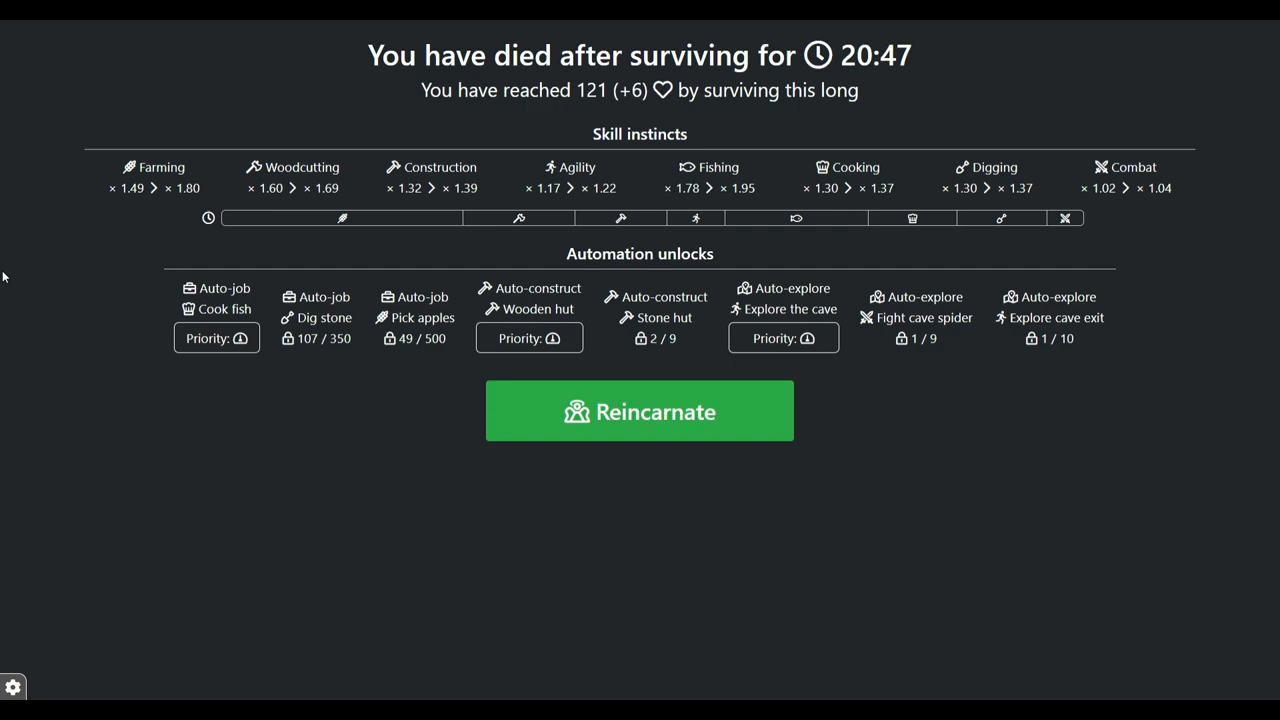 You have died after surviving for 20:47
You have reached 121 (+6) by surviving this long
Skill instincts
Farming Woodcutting Construction Agility Fishing Cooking Digging Combat
× 1.49 × 1.80 × 1.60 × 1.69 × 1.32 × 1.39 × 1.17 × 1.22 × 1.78 × 1.95 × 1.30 × 1.37 × 1.30 × 1.37 × 1.02 × 1.04
Automation unlocks
Auto-job
Cook fish
Priority:
Auto-job
Dig stone
107 / 350
Auto-job
Pick apples
49 / 500
Auto-construct
Wooden hut
Priority:
Auto-construct
Stone hut
2 / 9
Auto-explore
Explore the cave
Priority:
Auto-explore
Fight cave spider
1 / 9
Auto-explore
Explore cave exit
1 / 10
Reincarnate